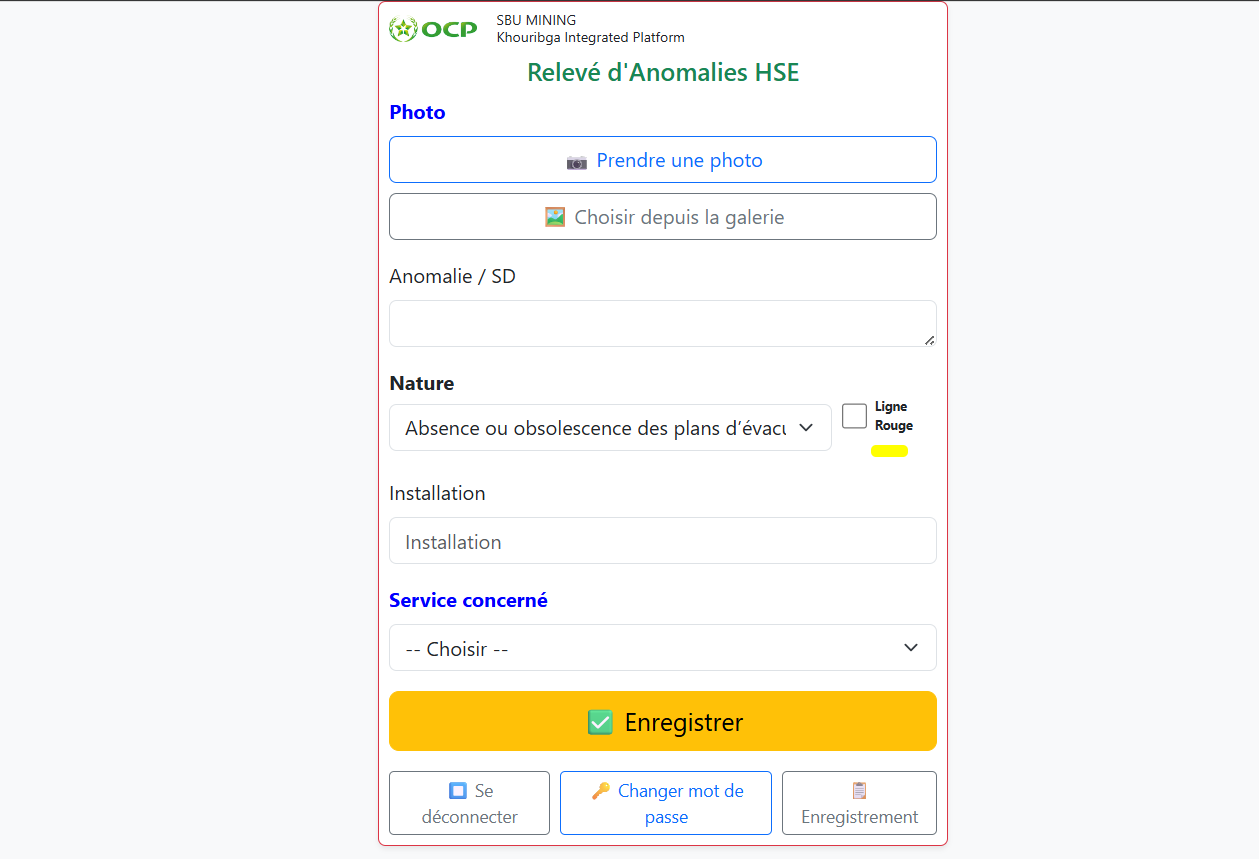 OCP
SBU MINING
Khouribga Integrated Platform
Relevé d'Anomalies HSE
Photo
Prendre une photo
Choisir depuis la galerie
Anomalie / SD
Nature
Absence ou obsolescence des plans d’évacu
Ligne
Rouge
Installation
Installation
Service concerné
-- Choisir --
Enregistrer
Se
déconnecter
Changer mot de
passe
Enregistrement